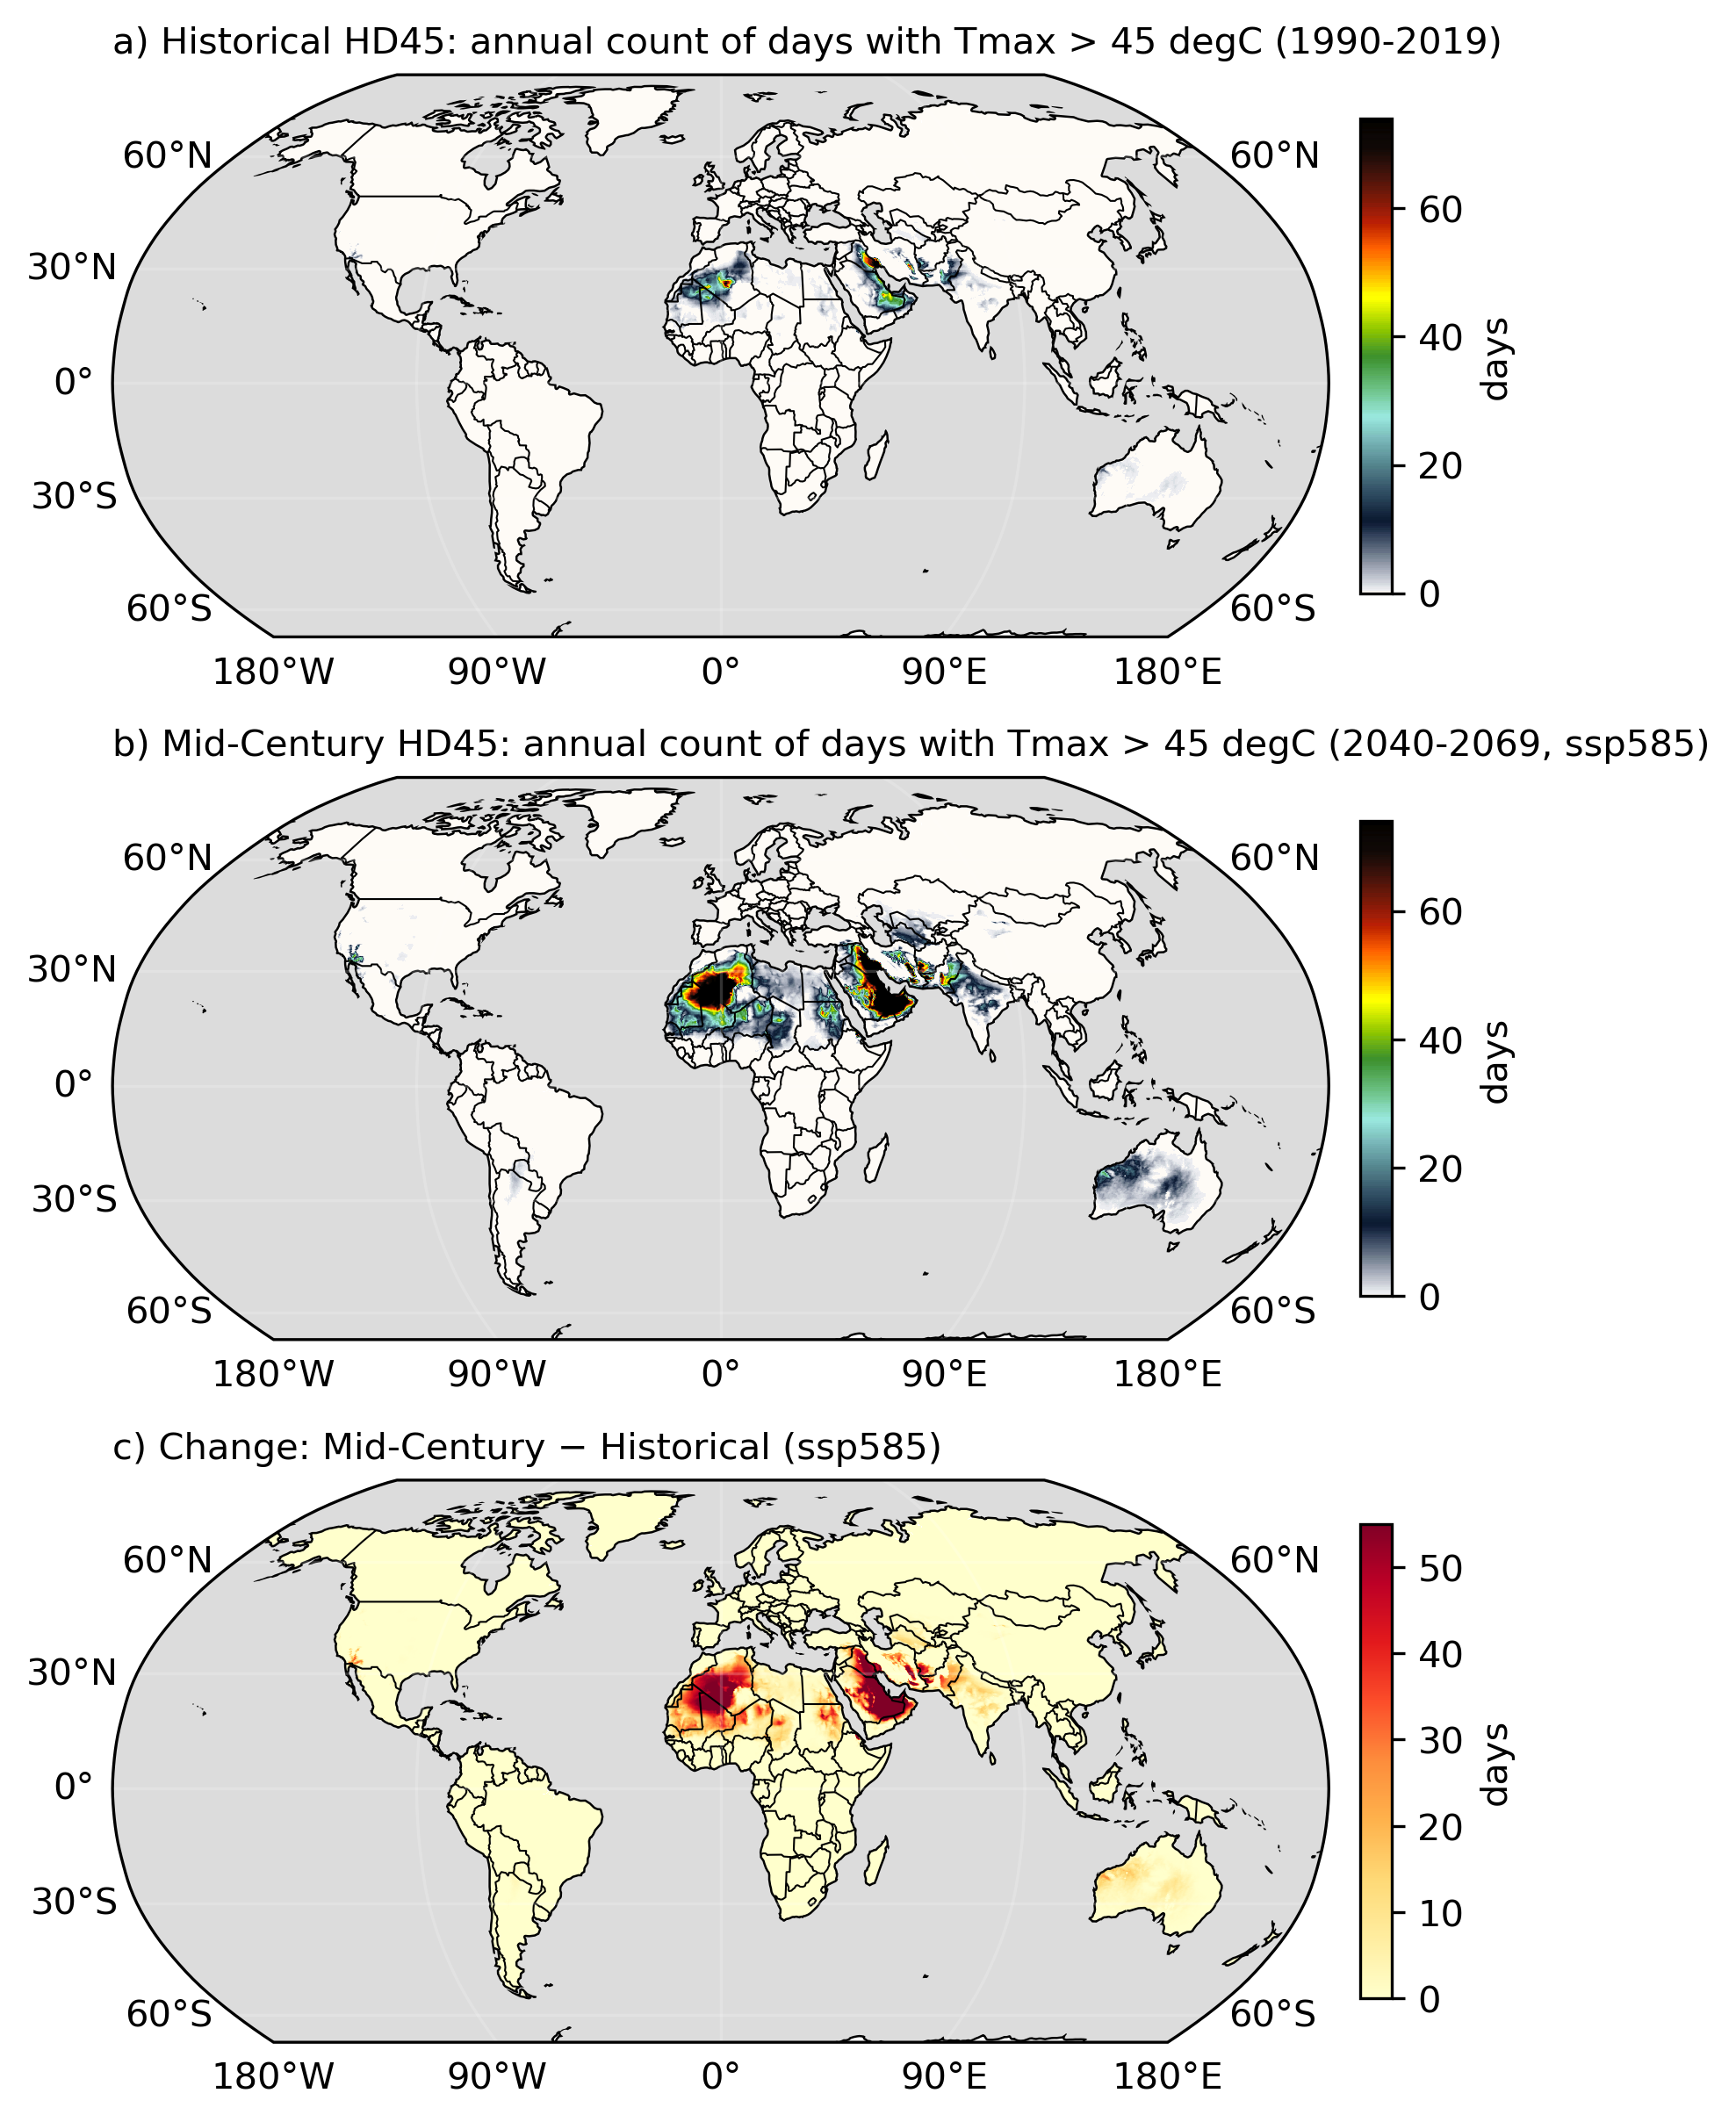 a) Historical HD45: annual count of days with Tmax > 45 degC (1990-2019)
60°N
60°N
30°N
0°
30°S
60°S
60°S
180°W 90°W 0° 90°E 180°E
60
40
20
0
days
b) Mid-Century HD45: annual count of days with Tmax > 45 degC (2040-2069, ssp585)
60°N
60°N
30°N
0°
30°S
60°S
60°S
180°W 90°W 0° 90°E 180°E
60
40
20
0
days
c) Change: Mid-Century − Historical (ssp585)
60°N
60°N
30°N
0°
30°S
60°S
60°S
180°W 90°W 0° 90°E 180°E
50
40
30
20
10
0
days